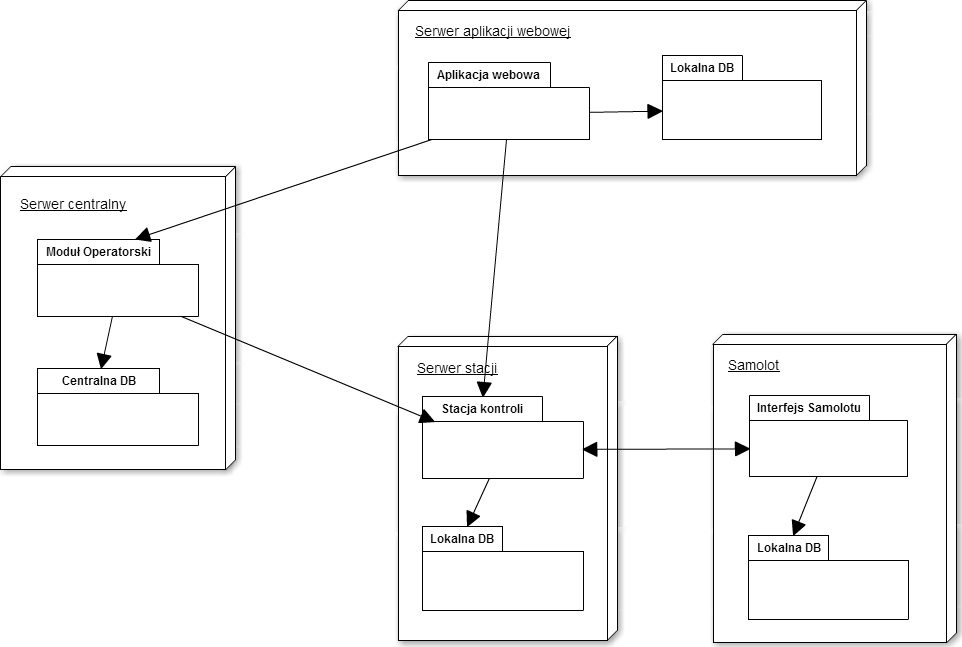 Serwer aplikacji webowej
Aplikacja webowa
Lokalna DB
Serwer centralny
Moduł Operatorski
Centralna DB
Serwer stacji
Stacja kontroli
Lokalna DB
Samolot
Interfejs Samolotu
Lokalna DB